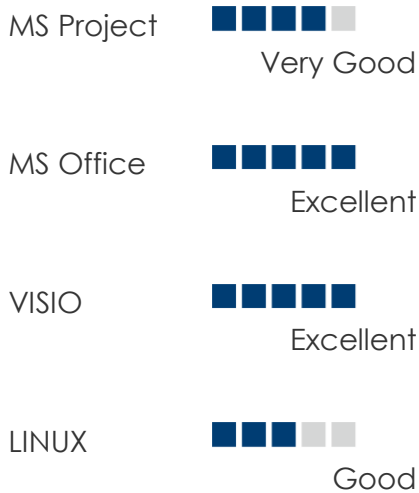 MS Project
Very Good
MS Office
Excellent
VISIO
Excellent
LINUX
Good